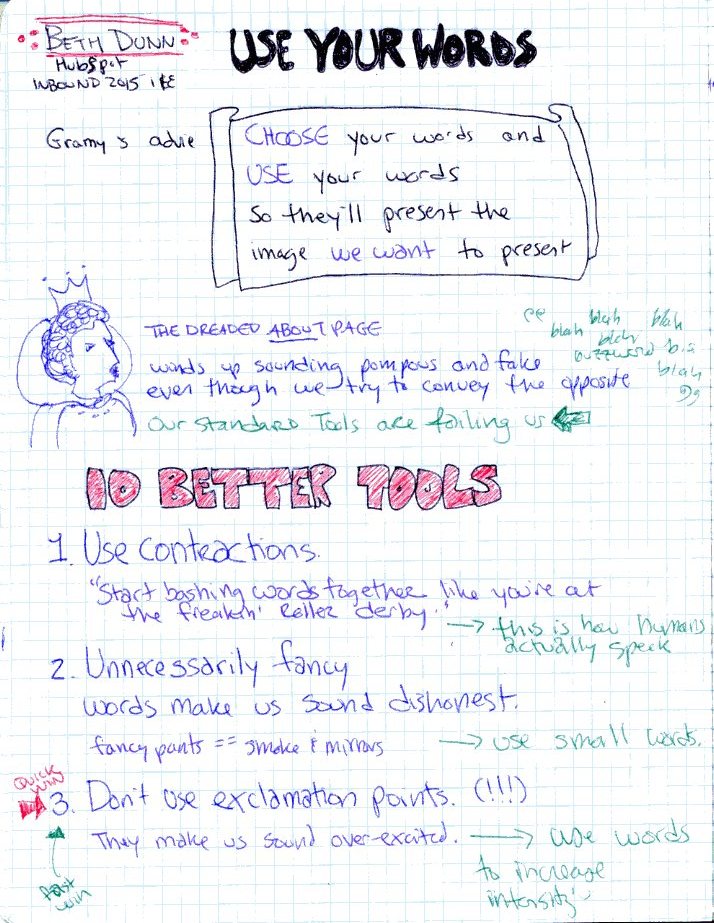 BETH DUNN
HubSpot
INBOUND 2015
USE YOUR WORDS
Gramy's advie
CHOOSE your words and
USE your words
so they'll present the
image we want to present
THE DREADED ABOUT PAGE
winds up sounding pompous and fake
even though we try to convey the opposite
Our standard tools are failing us
blah blah blah
blah
buzzword
blah
10 BETTER TOOLS
1. Use contractions.
"Start bashing words together like you're at
the freakin' roller derby."
→ this is how humans
actually speak
2. Unnecessarily fancy
words make us sound dishonest.
fancy pants == smoke & mirrors
→ use small words.
QUICK
WIN
3. Don't use exclamation points. (!!!)
They make us sound over-excited.
→ use words
to increase
intensity
fast
win